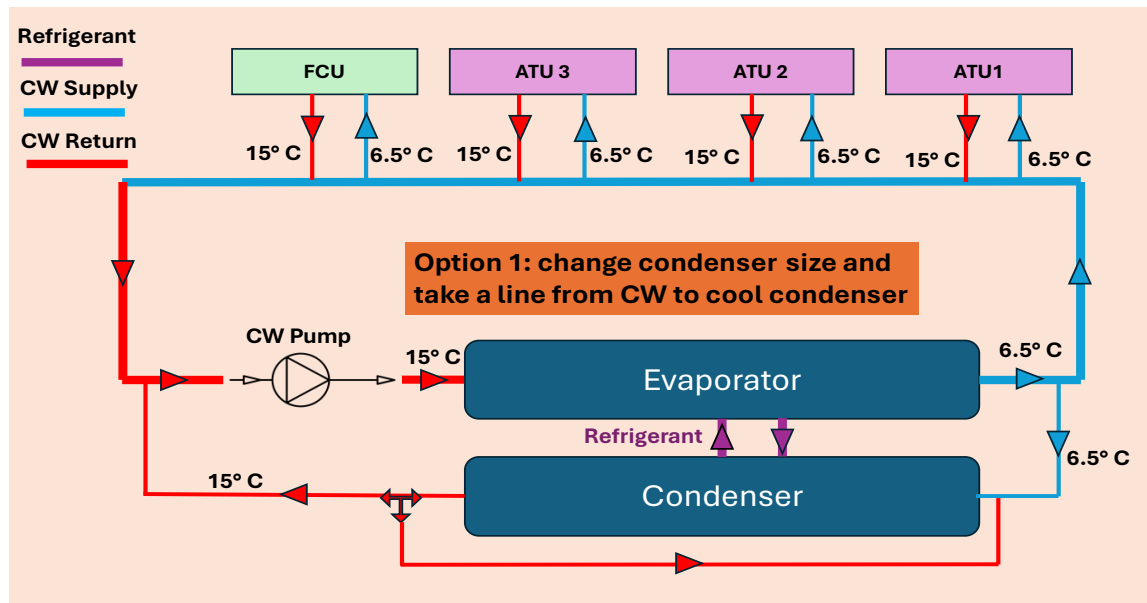 Refrigerant
CW Supply
CW Return
FCU
ATU 3
ATU 2
ATU1
15° C
6.5° C
15° C
6.5° C
15° C
6.5° C
15° C
6.5° C
Option 1: change condenser size and
take a line from CW to cool condenser
CW Pump
15° C
Evaporator
6.5° C
Refrigerant
6.5° C
15° C
Condenser